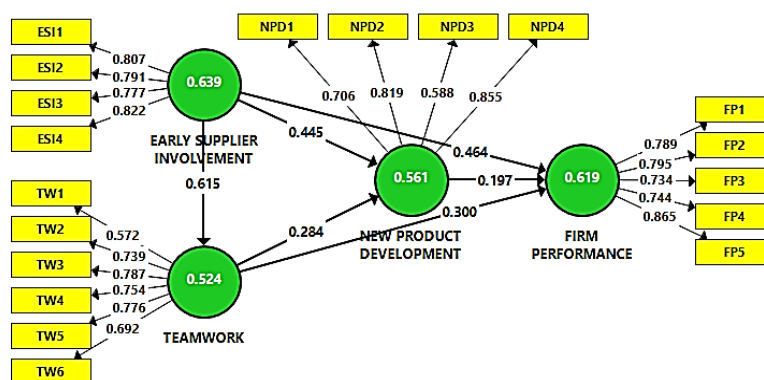 ESI1
ESI2
ESI3
ESI4
0.807
0.791
0.777
0.822
0.639
EARLY SUPPLIER
INVOLVEMENT
NPD1
NPD2
NPD3
NPD4
0.706
0.819
0.588
0.855
0.445
0.464
0.615
0.561
0.197
0.619
0.284
0.300
NEW PRODUCT
DEVELOPMENT
FIRM
PERFORMANCE
0.789
0.795
0.734
0.744
0.865
FP1
FP2
FP3
FP4
FP5
TW1
TW2
TW3
TW4
TW5
TW6
0.572
0.739
0.787
0.754
0.776
0.692
0.524
TEAMWORK